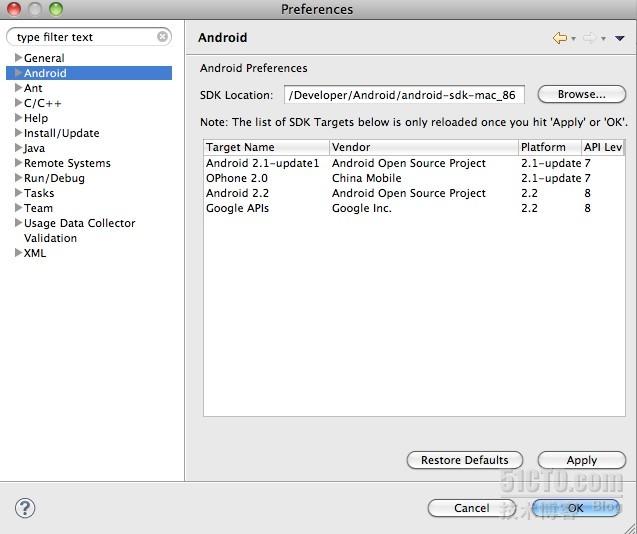 Preferences
type filter text
General
Android
Ant
C/C++
Help
Install/Update
Java
Remote Systems
Run/Debug
Tasks
Team
Usage Data Collector
Validation
XML
Android
Android Preferences
SDK Location: /Developer/Android/android-sdk-mac_86 Browse...
Note: The list of SDK Targets below is only reloaded once you hit 'Apply' or 'OK'.
Target Name Vendor Platform API Lev
Android 2.1-update1 Android Open Source Project 2.1-update 7
OPhone 2.0 China Mobile 2.1-update 7
Android 2.2 Android Open Source Project 2.2 8
Google APIs Google Inc. 2.2 8
Restore Defaults Apply
51CTO.com
技术博客 Blog
? Cancel OK